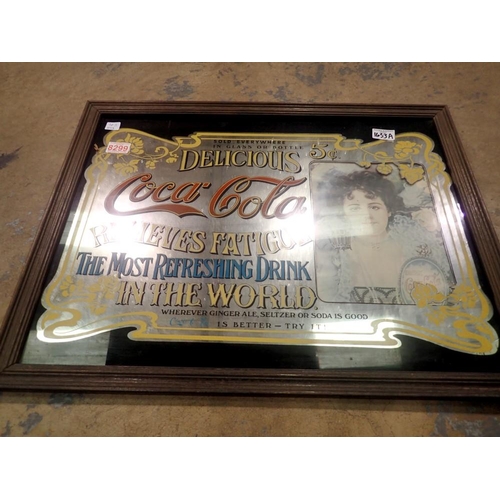 8299
1653A
SOLD EVERYWHERE
IN GLASS OR BOTTLE
DELICIOUS 5¢
Coca-Cola
RELIEVES FATIGUE
THE MOST REFRESHING DRINK
IN THE WORLD
WHEREVER GINGER ALE, SELTZER OR SODA IS GOOD
IS BETTER - TRY IT